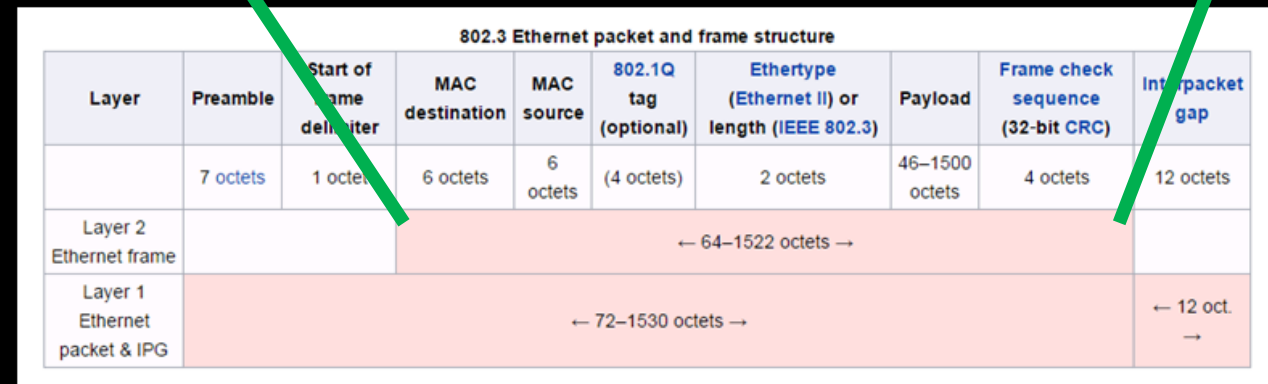 802.3 Ethernet packet and frame structure
Layer Preamble Start of frame delimiter MAC destination MAC source 802.1Q tag (optional) Ethertype (Ethernet II) or length (IEEE 802.3) Payload Frame check sequence (32-bit CRC) Interpacket gap
7 octets 1 octet 6 octets 6 octets (4 octets) 2 octets 46–1500 octets 4 octets 12 octets
Layer 2 Ethernet frame ← 64–1522 octets →
Layer 1 Ethernet packet & IPG ← 72–1530 octets → ← 12 oct. →